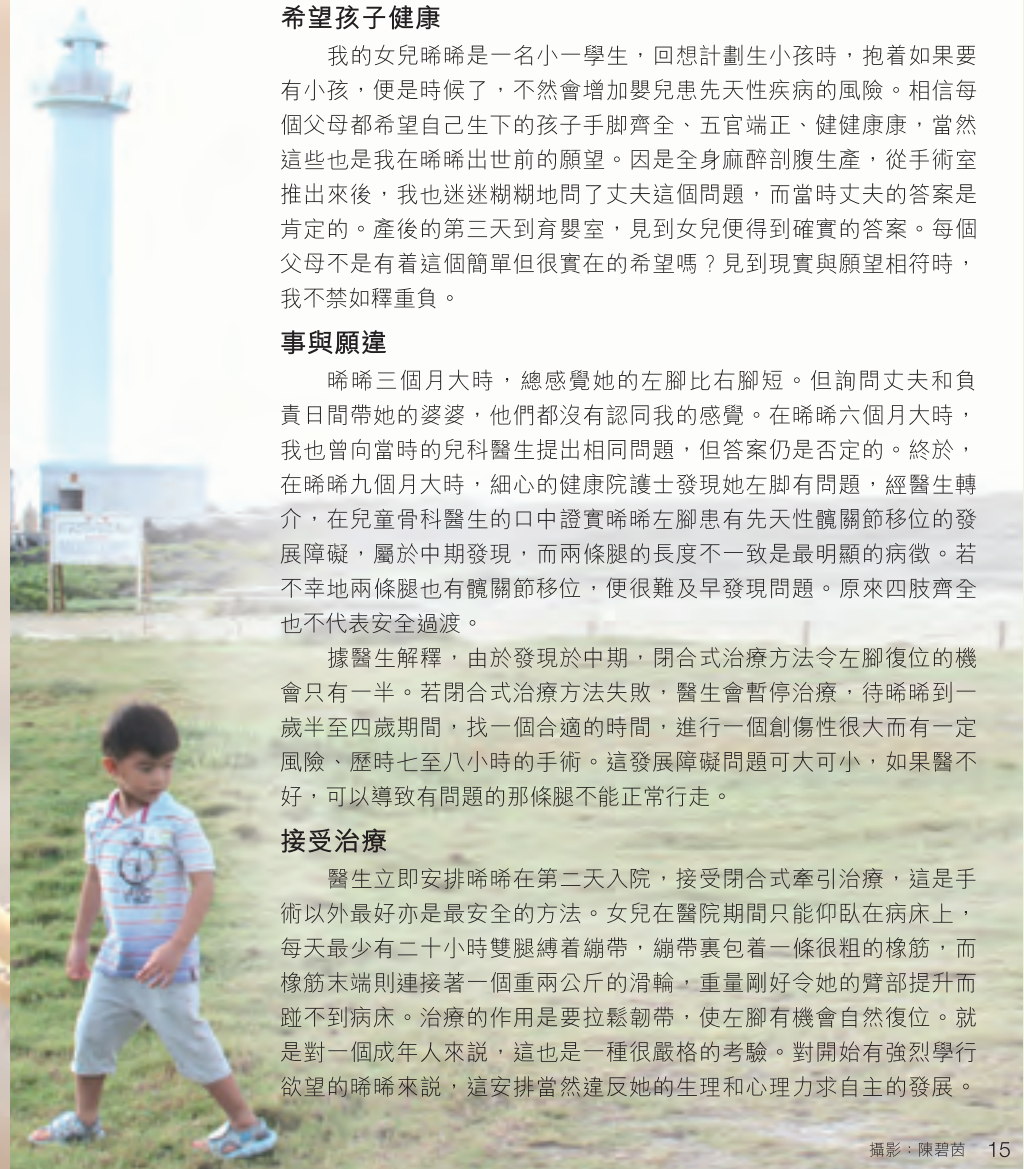 希望孩子健康
我的女兒晞晞是一名小一學生，回想計劃生小孩時，抱着如果要
有小孩，便是時候了，不然會增加嬰兒患先天性疾病的風險。相信每
個父母都希望自己生下的孩子手脚齊全、五官端正、健健康康，當然
這些也是我在晞晞出世前的願望。因是全身麻醉剖腹生產，從手術室
推出來後，我也迷迷糊糊地問了丈夫這個問題，而當時丈夫的答案是
肯定的。產後的第三天到育嬰室，見到女兒便得到確實的答案。每個
父母不是有着這個簡單但很實在的希望嗎？見到現實與願望相符時，
我不禁如釋重負。
事與願違
晞晞三個月大時，總感覺她的左腳比右腳短。但詢問丈夫和負
責日間帶她的婆婆，他們都沒有認同我的感覺。在晞晞六個月大時，
我也曾向當時的兒科醫生提出相同問題，但答案仍是否定的。終於，
在晞晞九個月大時，細心的健康院護士發現她左脚有問題，經醫生轉
介，在兒童骨科醫生的口中證實晞晞左腳患有先天性髖關節移位的發
展障礙，屬於中期發現，而兩條腿的長度不一致是最明顯的病徵。若
不幸地兩條腿也有髖關節移位，便很難及早發現問題。原來四肢齊全
也不代表安全過渡。
據醫生解釋，由於發現於中期，閉合式治療方法令左腳復位的機
會只有一半。若閉合式治療方法失敗，醫生會暫停治療，待晞晞到一
歲半至四歲期間，找一個合適的時間，進行一個創傷性很大而有一定
風險、歷時七至八小時的手術。這發展障礙問題可大可小，如果醫不
好，可以導致有問題的那條腿不能正常行走。
接受治療
醫生立即安排晞晞在第二天入院，接受閉合式牽引治療，這是手
術以外最好亦是最安全的方法。女兒在醫院期間只能仰臥在病床上，
每天最少有二十小時雙腿縛着繃帶，繃帶裏包着一條很粗的橡筋，而
橡筋末端則連接著一個重兩公斤的滑輪，重量剛好令她的臂部提升而
踫不到病床。治療的作用是要拉鬆韌帶，使左腳有機會自然復位。就
是對一個成年人來説，這也是一種很嚴格的考驗。對開始有強烈學行
欲望的晞晞來説，這安排當然違反她的生理和心理力求自主的發展。
攝影：陳碧茵 15